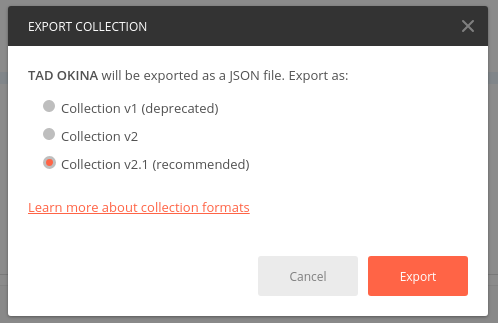 EXPORT COLLECTION
TAD OKINA will be exported as a JSON file. Export as:
Collection v1 (deprecated)
Collection v2
Collection v2.1 (recommended)
Learn more about collection formats
Cancel
Export